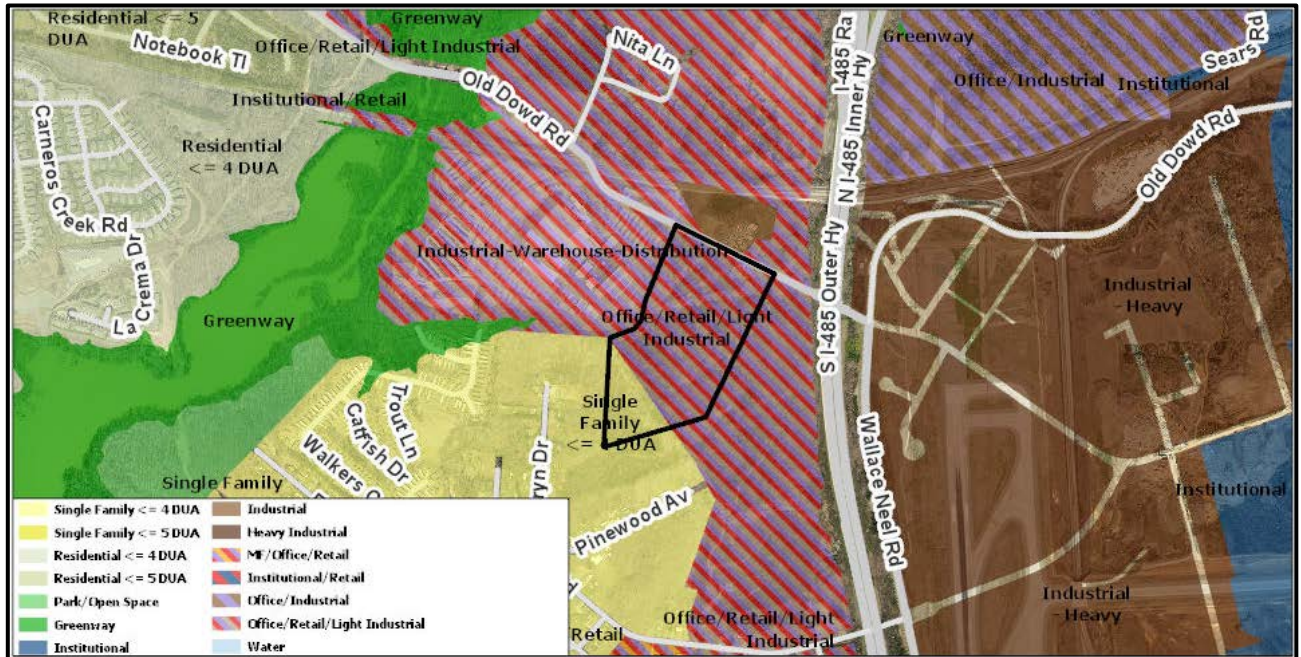 Residential <= 5
DUA
Notebook Tl
Office/Retail/Light Industrial
Greenway
Nita Ln
Old Dowd Rd
I-485 Ra
N I-485 Inner Hy
S I-485 Outer Hy
Greenway
Office/Industrial
Institutional
Sears Rd
Old Dowd Rd
Institutional/Retail
Carneros Creek Rd
Residential
<= 4 DUA
La Crema Dr
Greenway
Industrial-Warehouse-Distribution
Office/Retail/Light
Industrial
Industrial
- Heavy
Single
Family
DUA
Trout Ln
Catfish Dr
Walkers
Single Family
Pinewood Av
Wallace Neel Rd
Institutional
Industrial
- Heavy
Office/Retail/Light
Industrial
Retail
Single Family <= 4 DUA
Single Family <= 5 DUA
Residential <= 4 DUA
Residential <= 5 DUA
Park/Open Space
Greenway
Institutional
Industrial
Heavy Industrial
MF/Office/Retail
Institutional/Retail
Office/Industrial
Office/Retail/Light Industrial
Water